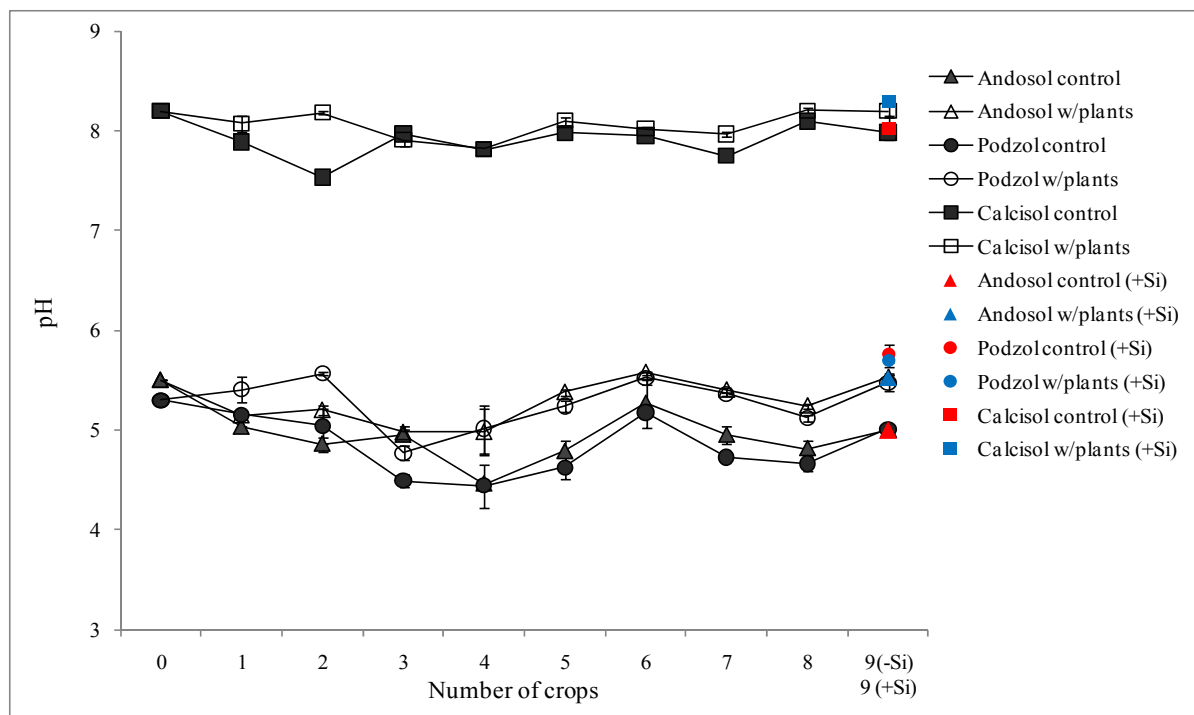 9
8
7
6
5
4
3
pH
0 1 2 3 4 5 6 7 8 9(-Si)
9 (+Si)
Number of crops
Andosol control
Andosol w/plants
Podzol control
Podzol w/plants
Calcisol control
Calcisol w/plants
Andosol control (+Si)
Andosol w/plants (+Si)
Podzol control (+Si)
Podzol w/plants (+Si)
Calcisol control (+Si)
Calcisol w/plants (+Si)